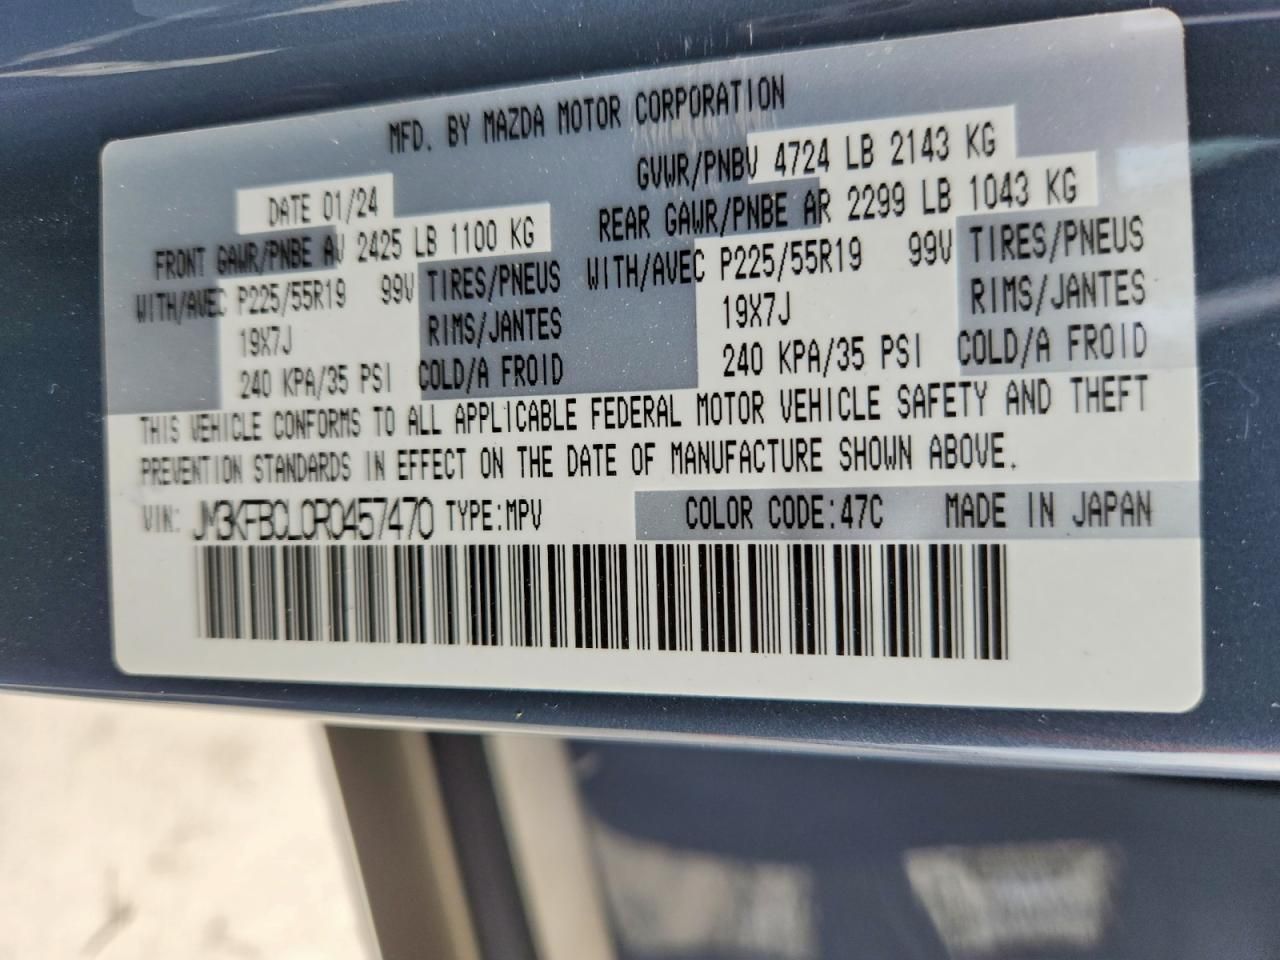 MFD. BY MAZDA MOTOR CORPORATION
DATE 01/24
GVWR/PNBV 4724 LB 2143 KG
FRONT GAWR/PNBE AV 2425 LB 1100 KG
REAR GAWR/PNBE AR 2299 LB 1043 KG
WITH/AVEC P225/55R19 99V TIRES/PNEUS
WITH/AVEC P225/55R19 99V TIRES/PNEUS
19X7J RIMS/JANTES
19X7J RIMS/JANTES
240 KPA/35 PSI COLD/A FROID
240 KPA/35 PSI COLD/A FROID
THIS VEHICLE CONFORMS TO ALL APPLICABLE FEDERAL MOTOR VEHICLE SAFETY AND THEFT
PREVENTION STANDARDS IN EFFECT ON THE DATE OF MANUFACTURE SHOWN ABOVE.
VIN: JM3KFBCL0R0457470 TYPE:MPV COLOR CODE:47C MADE IN JAPAN